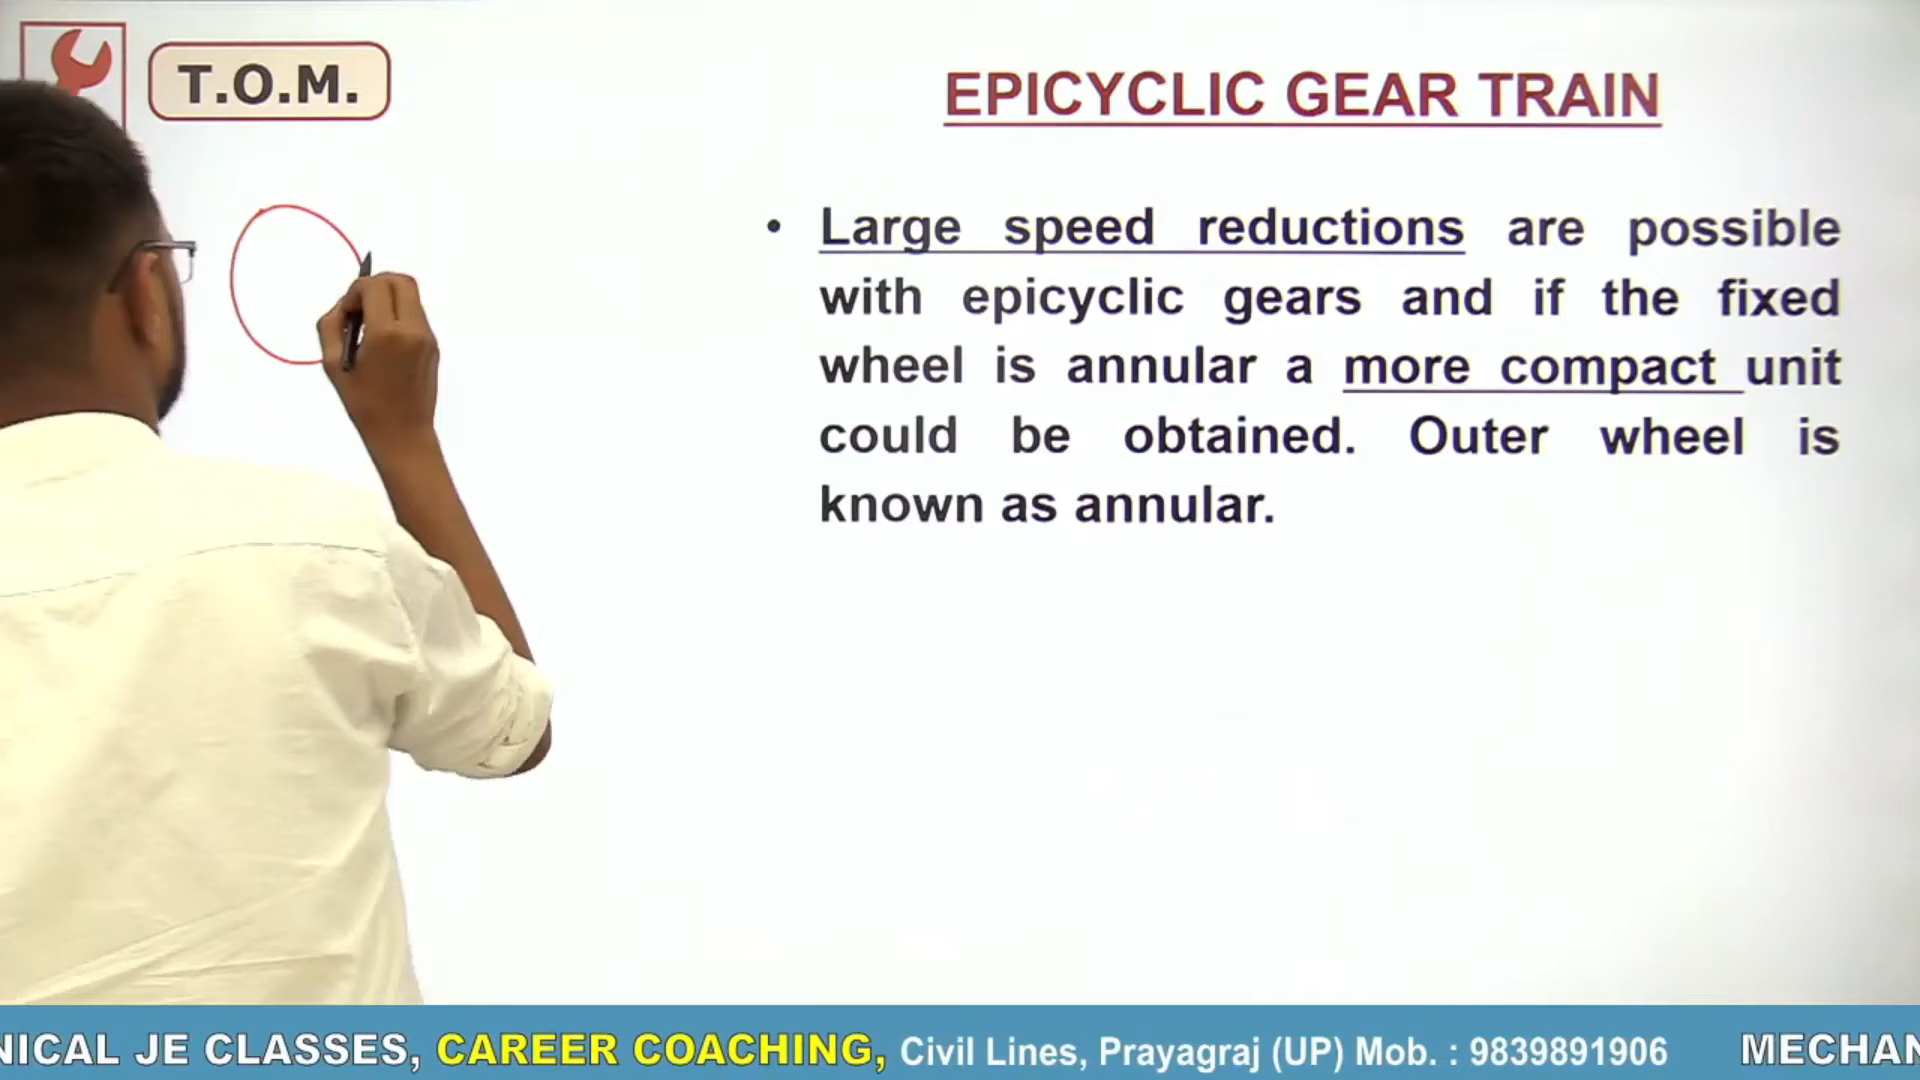 T.O.M.
EPICYCLIC GEAR TRAIN
• Large speed reductions are possible
with epicyclic gears and if the fixed
wheel is annular a more compact unit
could be obtained. Outer wheel is
known as annular.
NICAL JE CLASSES, CAREER COACHING, Civil Lines, Prayagraj (UP) Mob. : 9839891906 MECHAN